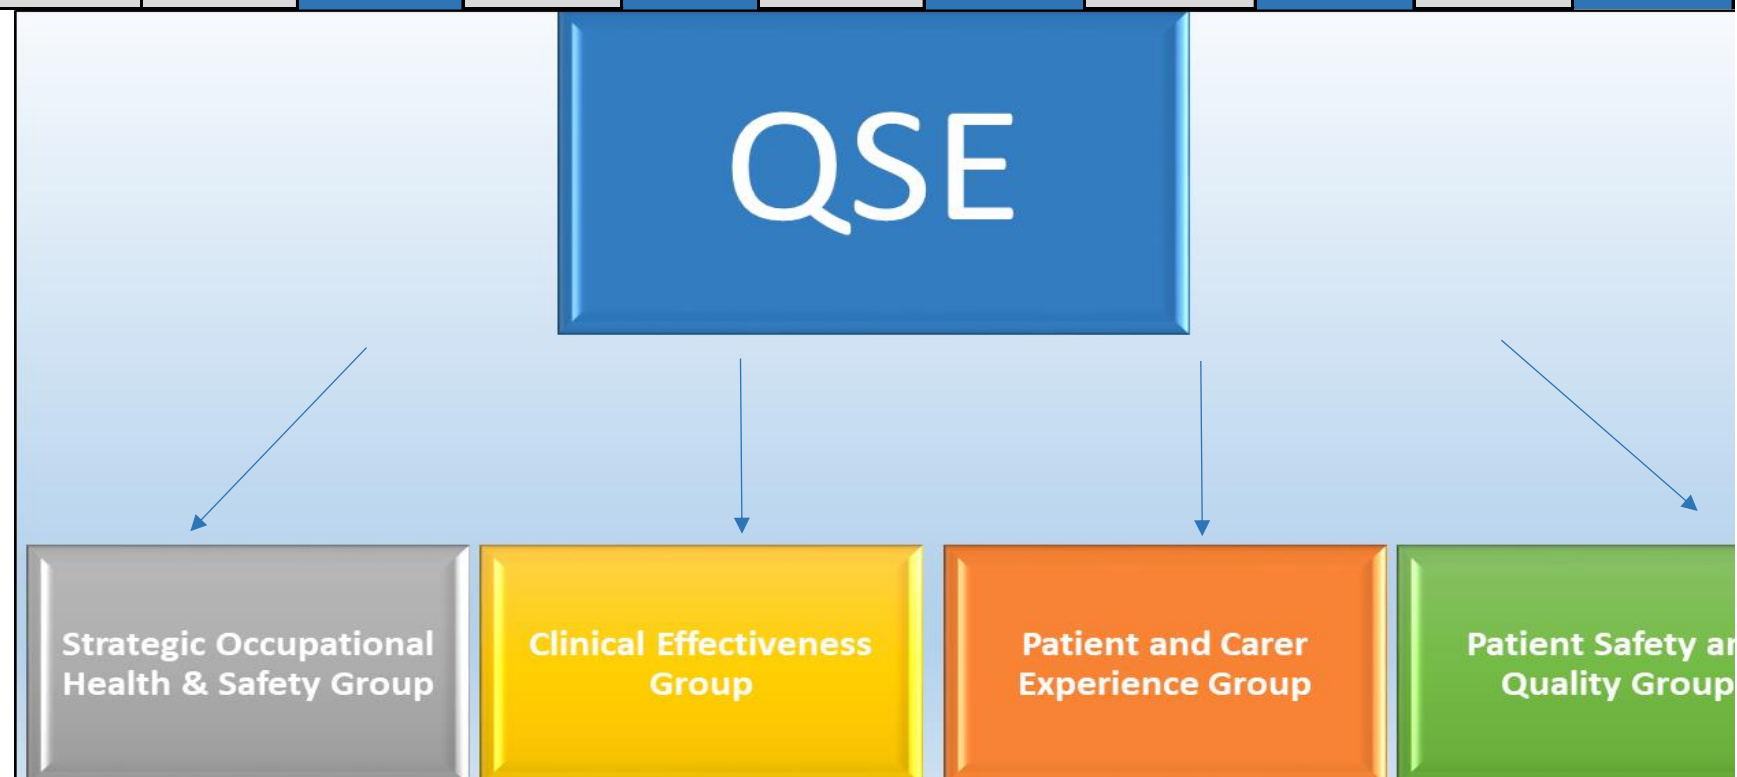 QSE
Strategic Occupational
Health & Safety Group
Clinical Effectiveness
Group
Patient and Carer
Experience Group
Patient Safety
Quality Group